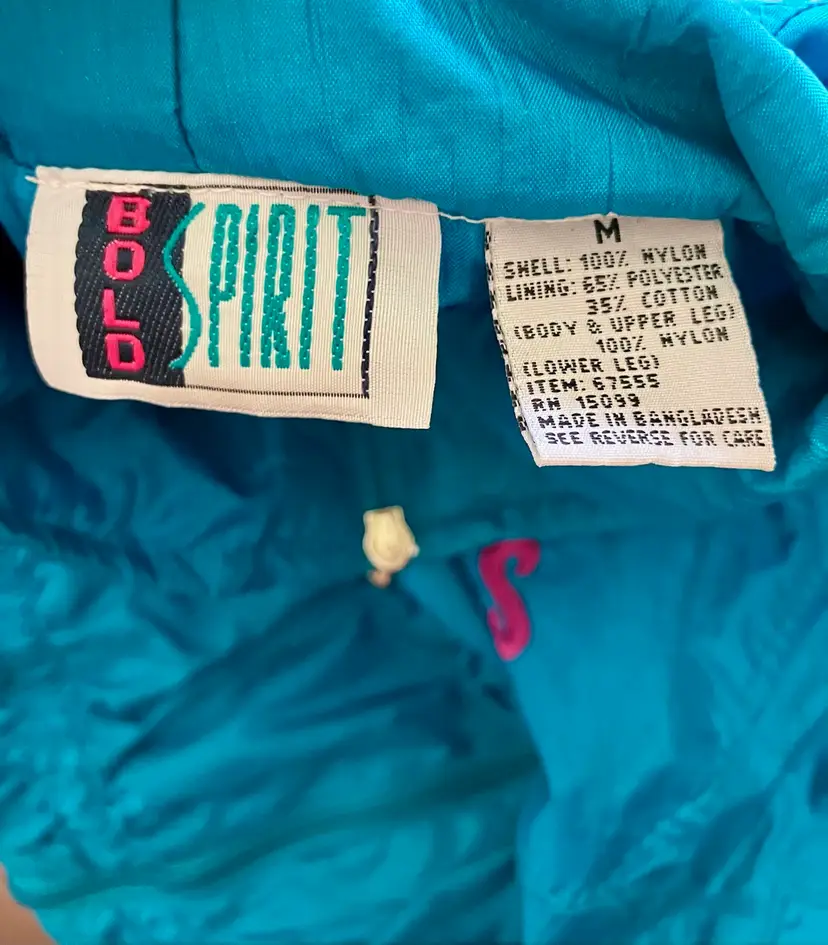 BOLD
SPIRIT
M
SHELL: 100% NYLON
LINING: 65% POLYESTER
35% COTTON
(BODY & UPPER LEG)
100% NYLON
(LOWER LEG)
ITEM: 67555
RN 15099
MADE IN BANGLADESH
SEE REVERSE FOR CARE
S